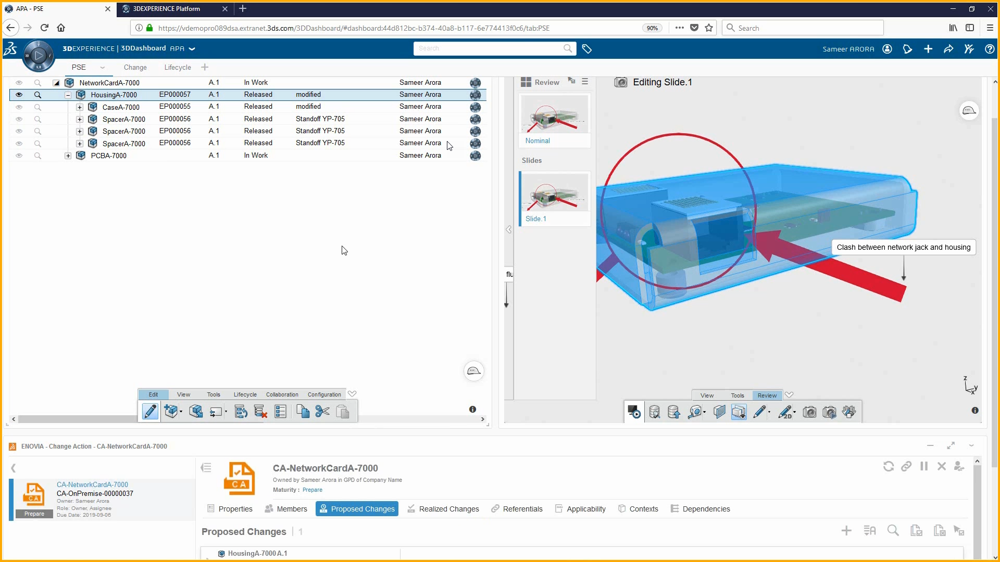 APA - PSE
3DEXPERIENCE Platform
https://vdemopro089dsa.extranet.3ds.com/3DDashboard/#dashboard:44d812bc-b374-40a8-b117-6e774413f0c6/tab:PSE
90%
Search
3DEXPERIENCE | 3DDashboard APA
Search
Sameer ARORA
PSE
Change
Lifecycle
NetworkCardA-7000 A.1 In Work Sameer Arora
HousingA-7000 EP000057 A.1 Released modified Sameer Arora
CaseA-7000 EP000055 A.1 Released modified Sameer Arora
SpacerA-7000 EP000056 A.1 Released Standoff YP-705 Sameer Arora
SpacerA-7000 EP000056 A.1 Released Standoff YP-705 Sameer Arora
SpacerA-7000 EP000056 A.1 Released Standoff YP-705 Sameer Arora
PCBA-7000 A.1 In Work Sameer Arora
Edit View Tools Lifecycle Collaboration Configuration
Review
Editing Slide.1
Nominal
Slides
Slide.1
flu
Clash between network jack and housing
z
y
x
View Tools Review
2D
ENOVIA - Change Action - CA-NetworkCardA-7000
CA
Prepare
CA-NetworkCardA-7000
CA-OnPremise-00000037
Owner: Sameer Arora
Role: Owner, Assignee
Due Date: 2019-09-06
CA
CA-NetworkCardA-7000
Owned by Sameer Arora in GPD of Company Name
Maturity : Prepare
Properties Members Proposed Changes Realized Changes Referentials Applicability Contexts Dependencies
Proposed Changes | 1
HousingA-7000 A.1